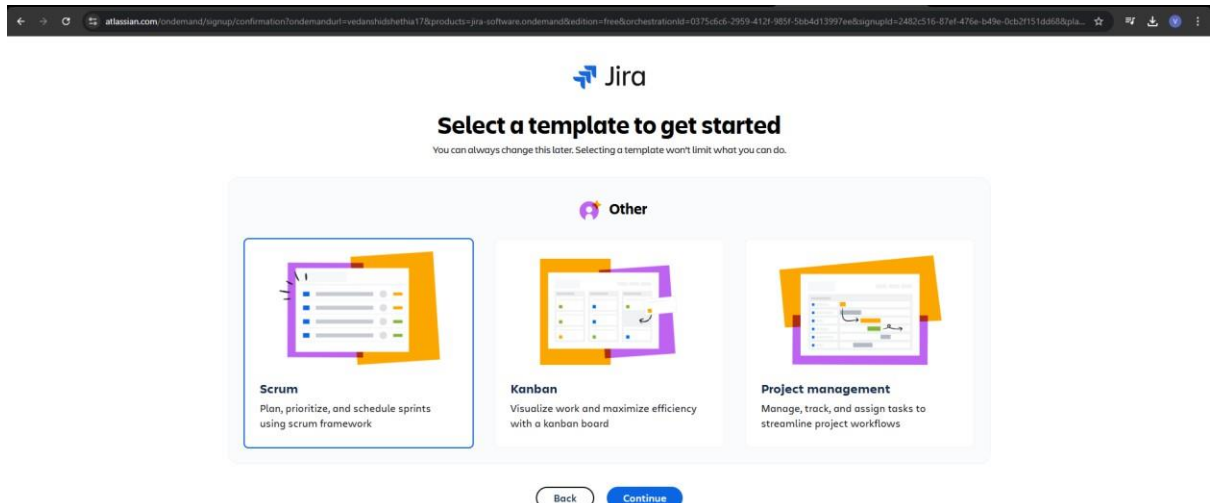 atlassian.com/ondemand/signup/confirmation?ondemandurl=vedanshidshethia17&products=jira-software.ondemand&edition=free&orchestrationId=0375c6c6-2959-412f-985f-5bb4d13997ee&signupId=2482c516-87ef-476e-b49e-0cb2f151dd68&pla...
V
Jira
Select a template to get started
You can always change this later. Selecting a template won't limit what you can do.
Other
Scrum
Plan, prioritize, and schedule sprints
using scrum framework
Kanban
Visualize work and maximize efficiency
with a kanban board
Project management
Manage, track, and assign tasks to
streamline project workflows
Back
Continue